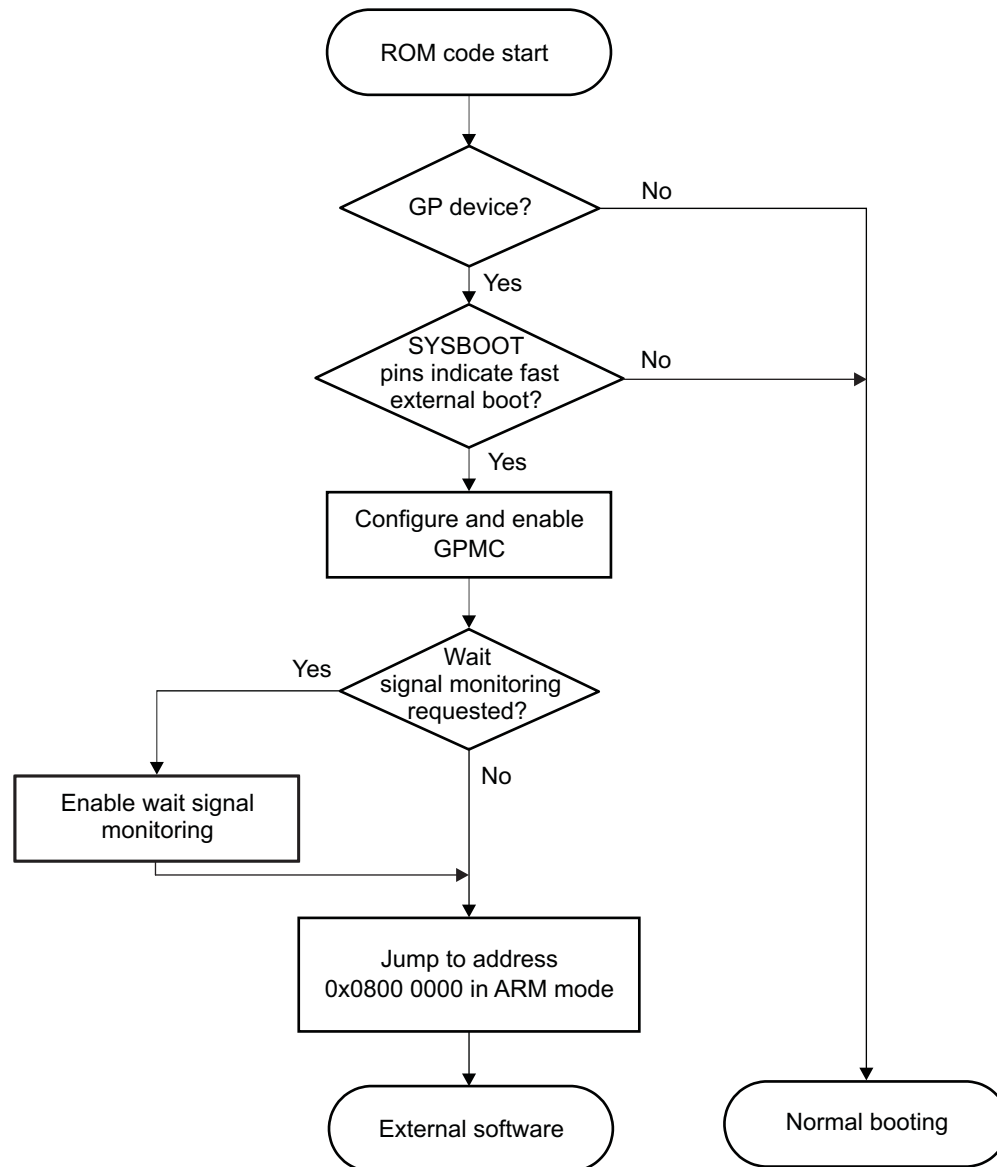 ROM code start
GP device?
No
Yes
SYSBOOT
pins indicate fast
external boot?
No
Yes
Configure and enable
GPMC
Wait
signal monitoring
requested?
Yes
No
Enable wait signal
monitoring
Jump to address
0x0800 0000 in ARM mode
External software
Normal booting